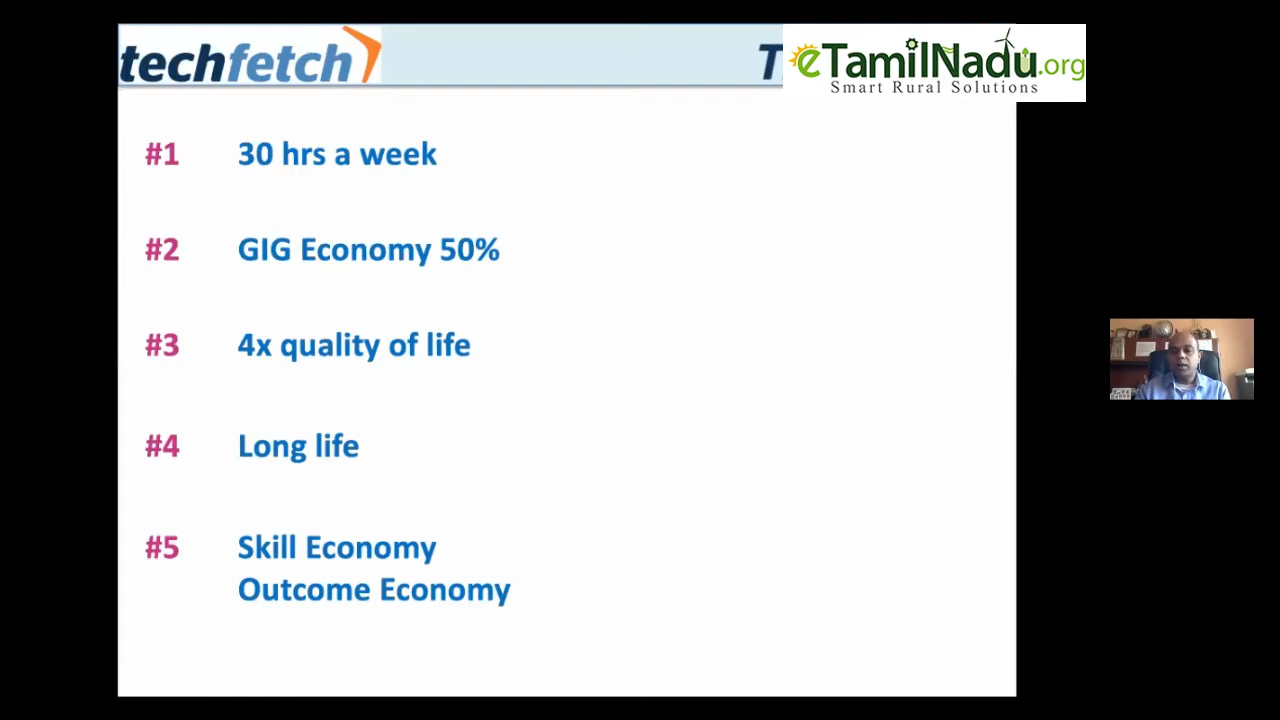 techfetch
T
eTamilNadu.org
Smart Rural Solutions
#1 30 hrs a week
#2 GIG Economy 50%
#3 4x quality of life
#4 Long life
#5 Skill Economy
Outcome Economy